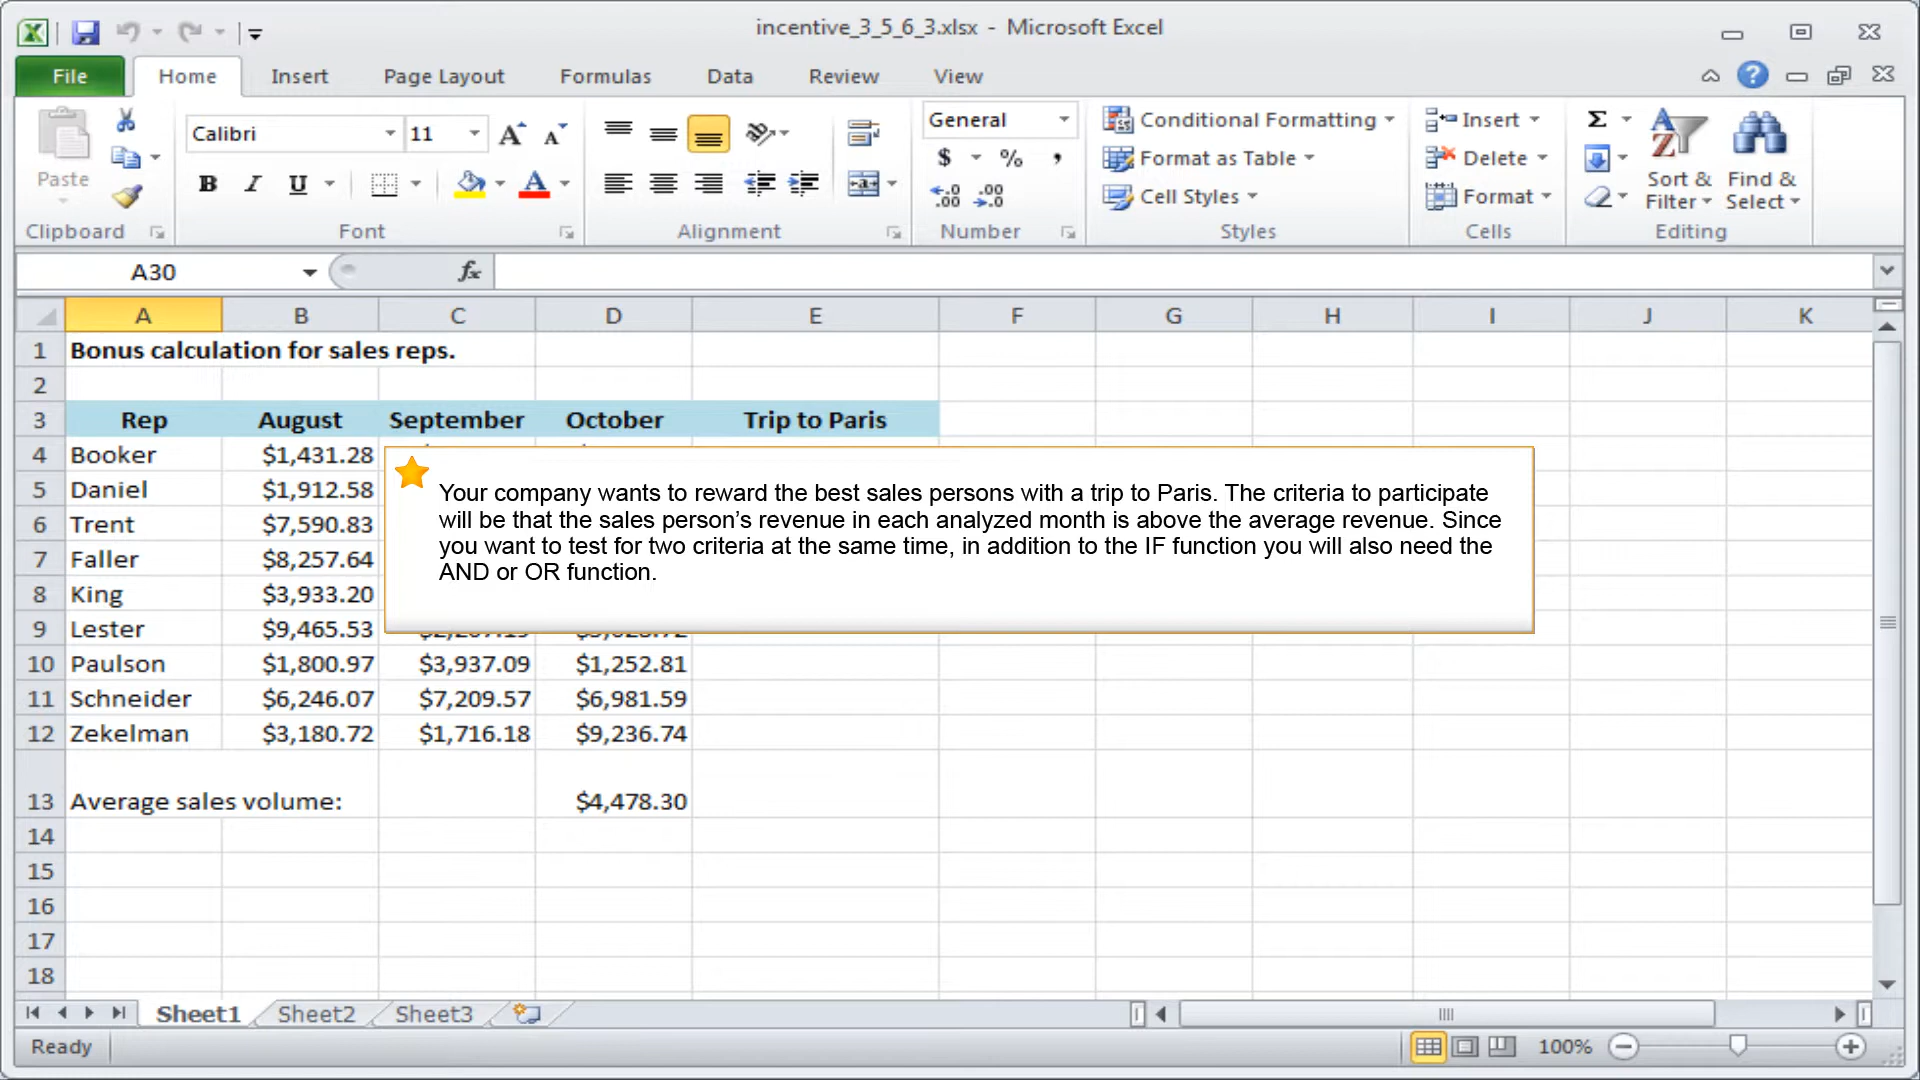 incentive_3_5_6_3.xlsx - Microsoft Excel
File Home Insert Page Layout Formulas Data Review View
Paste
Clipboard
Calibri 11
B I U A
Font
Alignment
General
$ % ,
Number
Conditional Formatting
Format as Table
Cell Styles
Styles
Insert
Delete
Format
Cells
Σ
Sort & Filter
Find & Select
Editing
A30 fx
A B C D E F G H I J K
1 Bonus calculation for sales reps.
2
3 Rep August September October Trip to Paris
4 Booker $1,431.28
5 Daniel $1,912.58
6 Trent $7,590.83
7 Faller $8,257.64
8 King $3,933.20
9 Lester $9,465.53
10 Paulson $1,800.97 $3,937.09 $1,252.81
11 Schneider $6,246.07 $7,209.57 $6,981.59
12 Zekelman $3,180.72 $1,716.18 $9,236.74
13 Average sales volume: $4,478.30
14
15
16
17
18
Your company wants to reward the best sales persons with a trip to Paris. The criteria to participate
will be that the sales person’s revenue in each analyzed month is above the average revenue. Since
you want to test for two criteria at the same time, in addition to the IF function you will also need the
AND or OR function.
Sheet1 Sheet2 Sheet3
Ready 100%